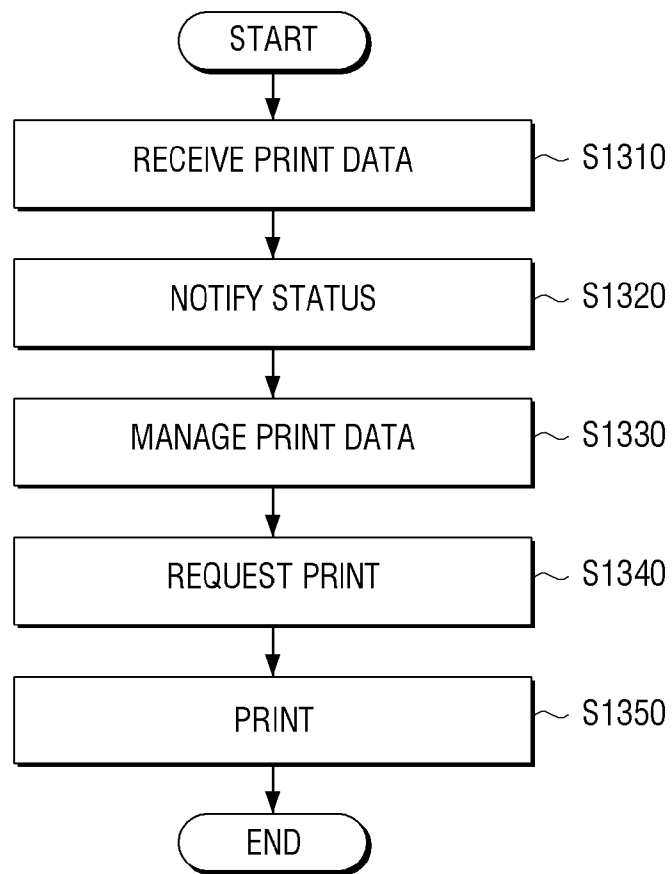 START
RECEIVE PRINT DATA S1310
NOTIFY STATUS S1320
MANAGE PRINT DATA S1330
REQUEST PRINT S1340
PRINT S1350
END